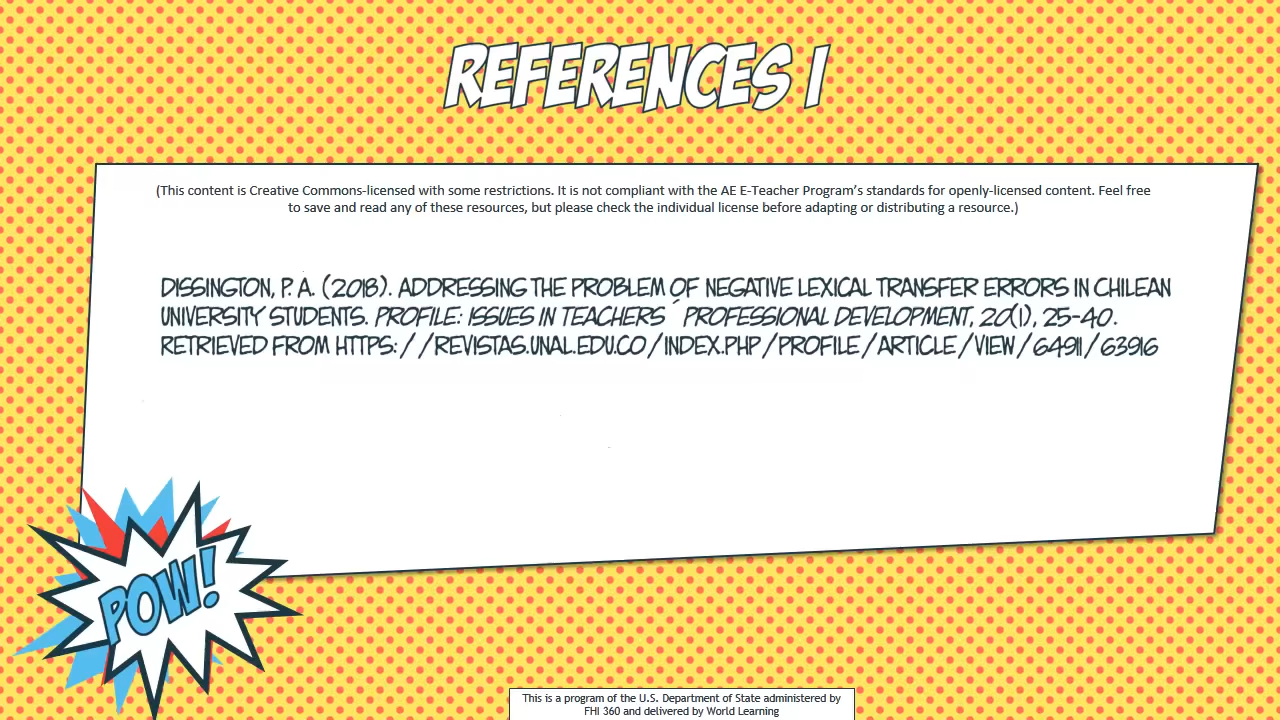 REFERENCES I
(This content is Creative Commons-licensed with some restrictions. It is not compliant with the AE E-Teacher Program's standards for openly-licensed content. Feel free
to save and read any of these resources, but please check the individual license before adapting or distributing a resource.)
DISSINGTON, P. A. (2018). ADDRESSING THE PROBLEM OF NEGATIVE LEXICAL TRANSFER ERRORS IN CHILEAN
UNIVERSITY STUDENTS. PROFILE: ISSUES IN TEACHERS´ PROFESSIONAL DEVELOPMENT, 20(1), 25-40.
RETRIEVED FROM HTTPS://REVISTAS.UNAL.EDU.CO/INDEX.PHP/PROFILE/ARTICLE/VIEW/64911/63916
POW!
This is a program of the U.S. Department of State administered by
FHI 360 and delivered by World Learning